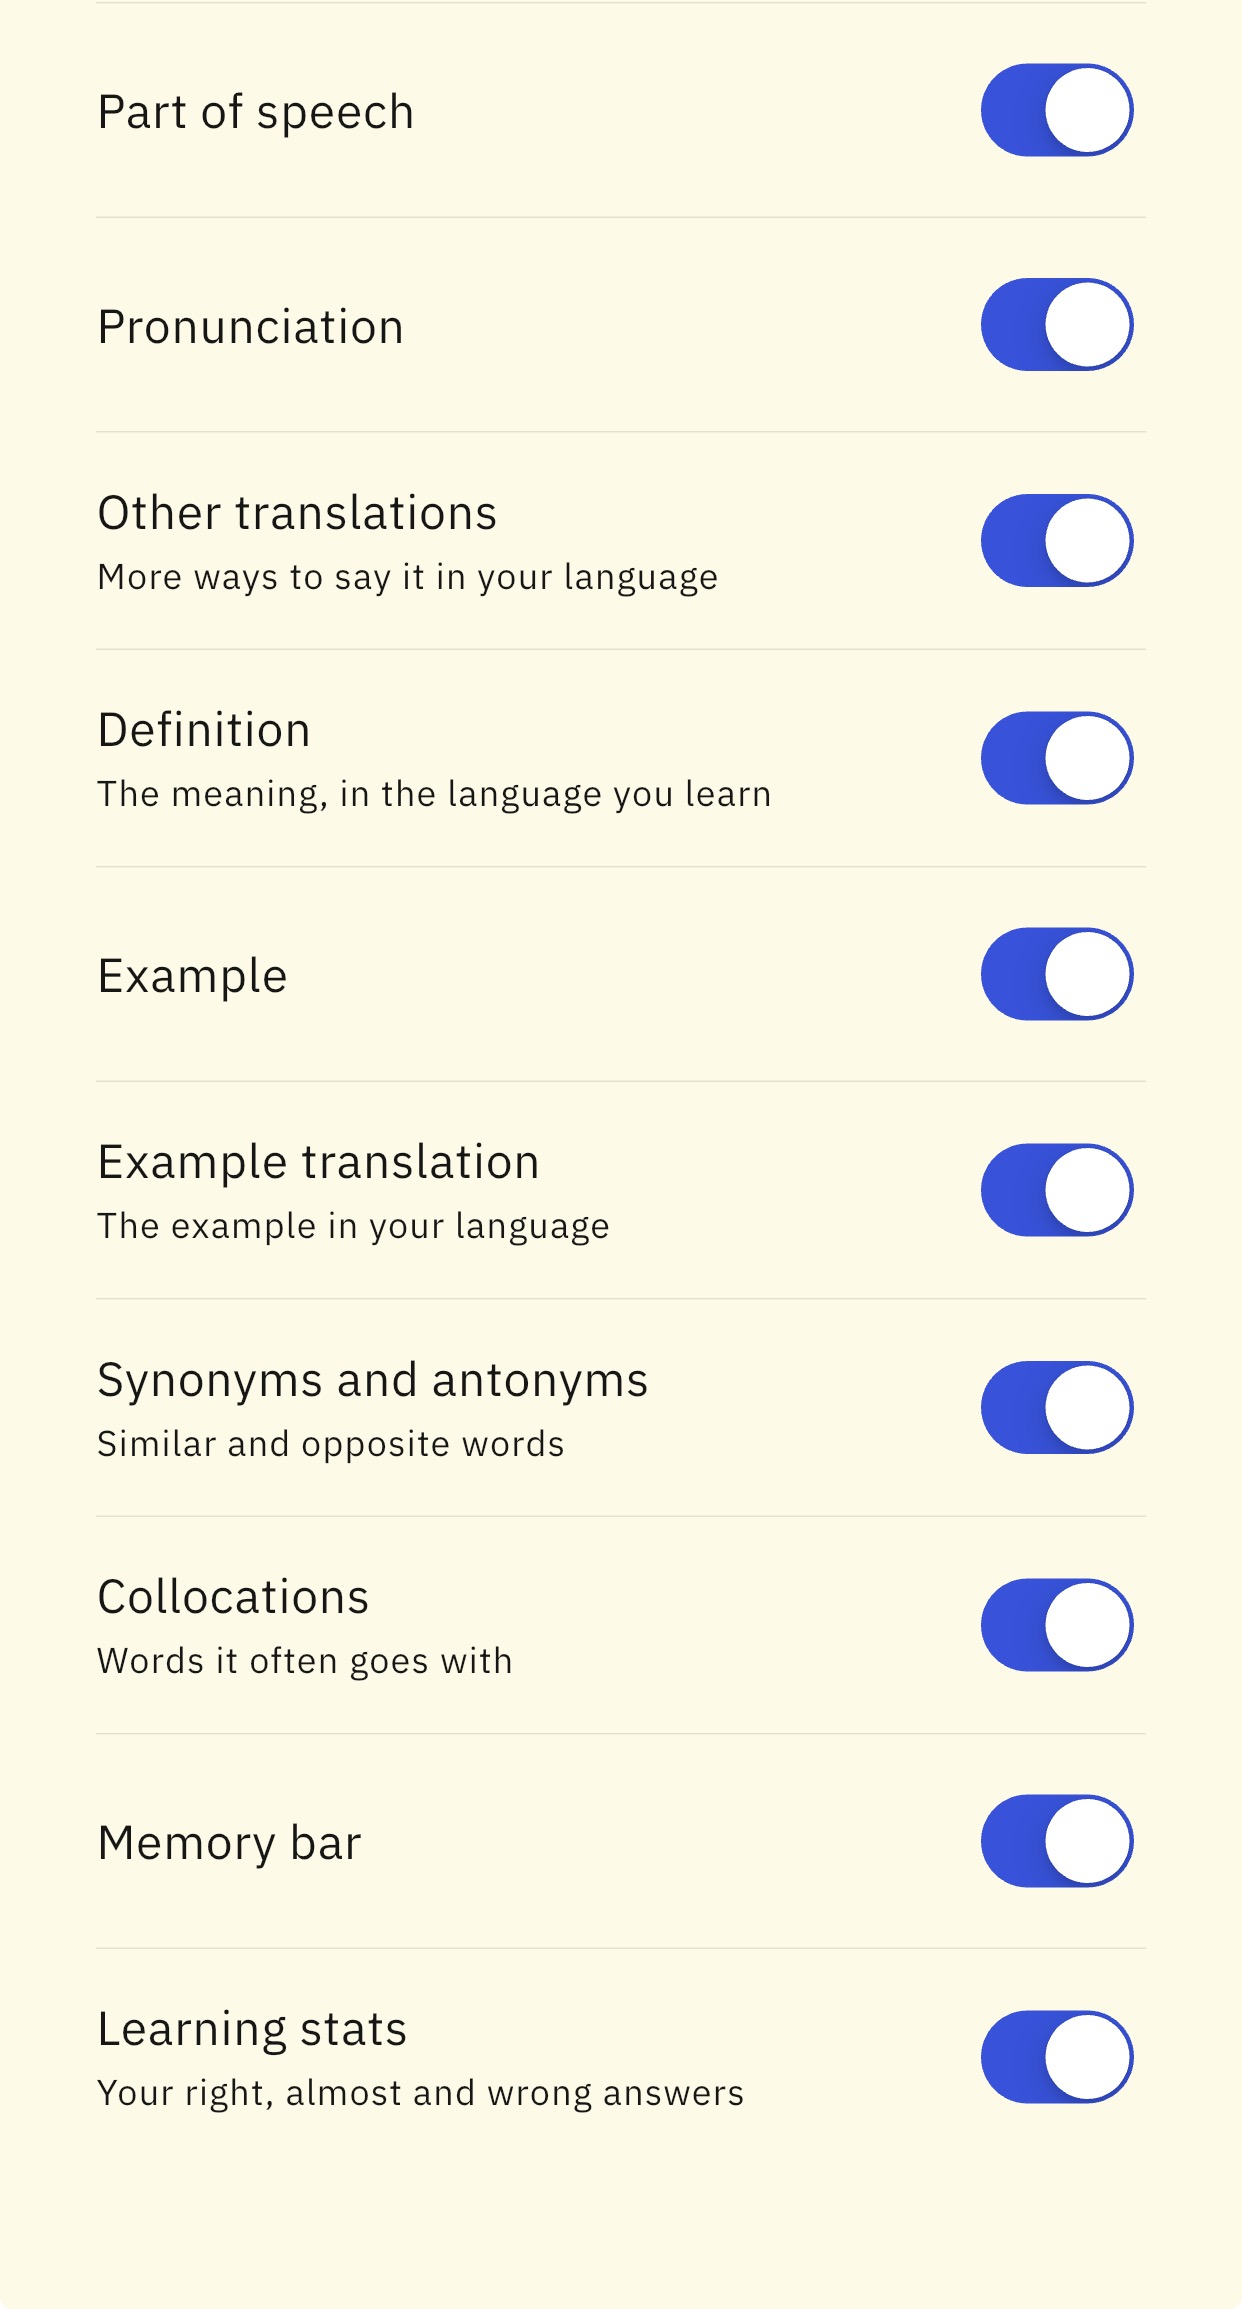 Part of speech
Pronunciation
Other translations
More ways to say it in your language
Definition
The meaning, in the language you learn
Example
Example translation
The example in your language
Synonyms and antonyms
Similar and opposite words
Collocations
Words it often goes with
Memory bar
Learning stats
Your right, almost and wrong answers